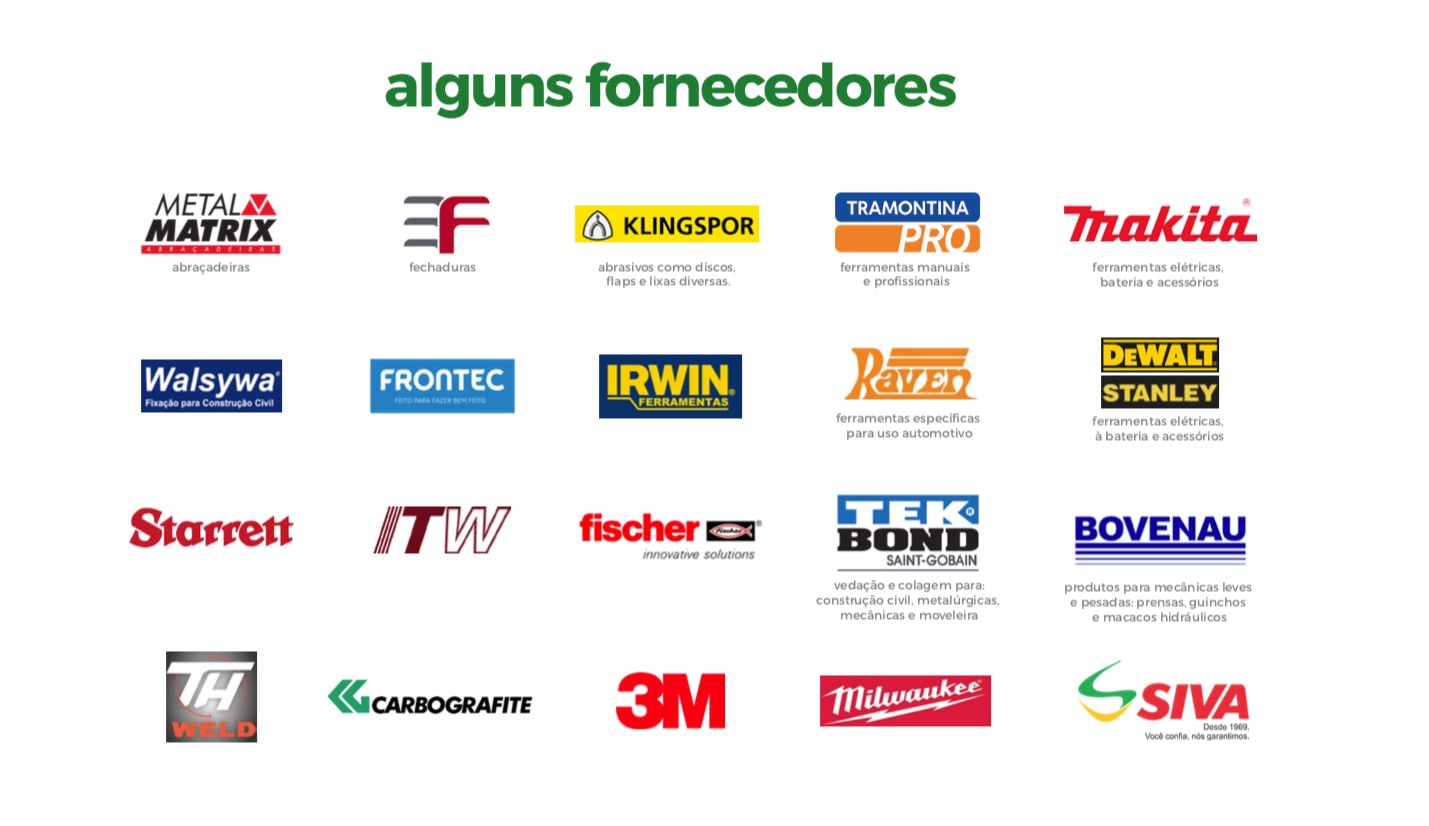 alguns fornecedores
METAL
MATRIX
ABRAÇADEIRAS
abraçadeiras
fechaduras
KLINGSPOR
abrasivos como discos,
flaps e lixas diversas.
TRAMONTINA
PRO
ferramentas manuais
e profissionais
makita®
ferramentas elétricas,
bateria e acessórios
Walsywa®
Fixação para Construção Civil
FRONTEC
FEITO PARA FAZER BEM FEITO.
IRWIN®
FERRAMENTAS
RAVEN
ferramentas específicas
para uso automotivo
DEWALT
STANLEY
ferramentas elétricas,
à bateria e acessórios
Starrett
ITW
fischer fischer®
innovative solutions
TEK®
BOND
SAINT-GOBAIN
vedação e colagem para:
construção civil, metalúrgicas,
mecânicas e moveleira
BOVENAU
produtos para mecânicas leves
e pesadas: prensas, guinchos
e macacos hidráulicos
TH
WELD
CARBOGRAFITE
3M
Milwaukee
SIVA
Desde 1969.
Você confia, nós garantimos.